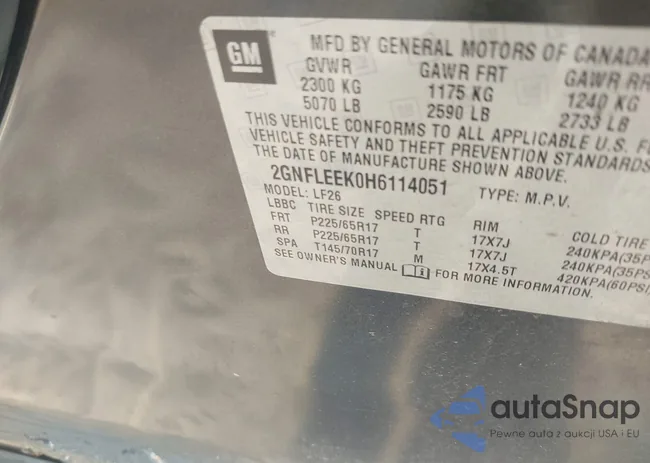 GM
MFD BY GENERAL MOTORS OF CANADA
GVWR GAWR FRT GAWR RR
2300 KG 1175 KG 1240 KG
5070 LB 2590 LB 2733 LB
THIS VEHICLE CONFORMS TO ALL APPLICABLE U.S. F
VEHICLE SAFETY AND THEFT PREVENTION STANDARDS
THE DATE OF MANUFACTURE SHOWN ABOVE.
2GNFLEEK0H6114051 TYPE: M.P.V.
MODEL: LF26
LBBC TIRE SIZE SPEED RTG RIM COLD TIRE
FRT P225/65R17 T 17X7J 240KPA(35P
RR P225/65R17 T 17X7J 240KPA(35PS
SPA T145/70R17 M 17X4.5T 420KPA(60PSI
SEE OWNER'S MANUAL FOR MORE INFORMATION.
autaSnap
Pewne auta z aukcji USA i EU